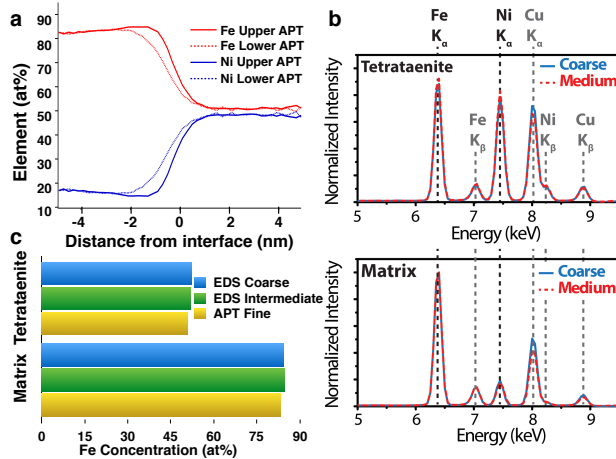 a
Fe Upper APT
Fe Lower APT
Ni Upper APT
Ni Lower APT
Element (at%)
90
80
70
60
50
40
30
20
10
-4 -2 0 2 4
Distance from interface (nm)
b
Fe Ni Cu
Kα Kα Kα
Tetrataenite
Coarse
Medium
Fe Ni Cu
Kβ Kβ Kβ
Normalized Intensity
5 6 7 8 9
Energy (keV)
Matrix
Coarse
Medium
Normalized Intensity
5 6 7 8 9
Energy (keV)
c
Tetrataenite
Matrix
EDS Coarse
EDS Intermediate
APT Fine
0 15 30 45 60 75 90
Fe Concentration (at%)